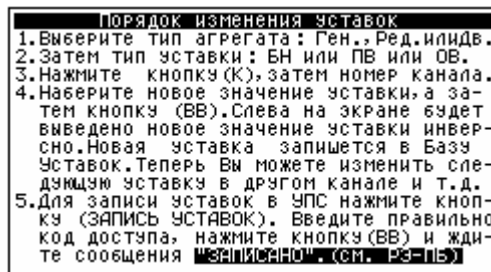 Порядок изменения уставок
1.Выберите тип агрегата: Ген.,Ред.илиДв.
2.Затем тип уставки: БН или ПВ или ОВ.
3.Нажмите кнопку(К),затем номер канала.
4.Наберите новое значение уставки,а за-
тем кнопку (ВВ).Слева на экране будет
выведено новое значение уставки инвер-
сно.Новая уставка запишется в Базу
Уставок.Теперь Вы можете изменить сле-
дующую уставку в другом канале и т.д.
5.Для записи уставок в УПС нажмите кноп-
ку (ЗАПИСЬ УСТАВОК). Введите правильно
код доступа, нажмите кнопку(ВВ) и жди-
те сообщения "ЗАПИСАНО".(СМ. РЭ-ПБ)